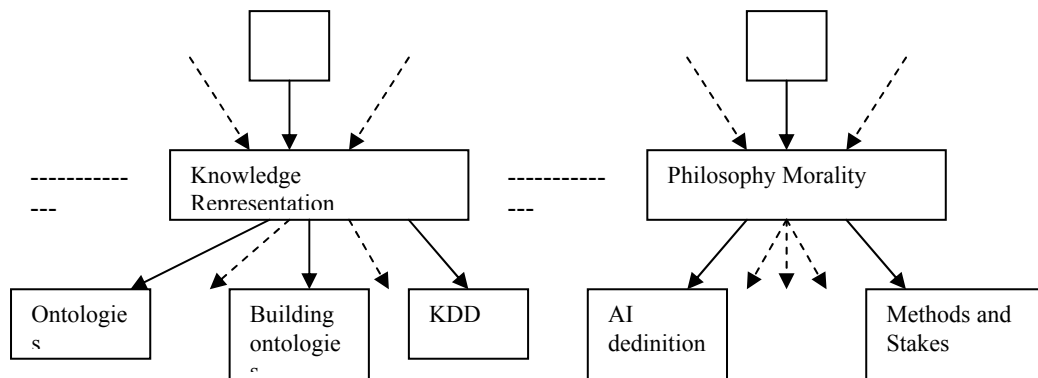 Knowledge
Representation
Philosophy Morality
Ontologie
s
Building
ontologie
s
KDD
AI
dedinition
Methods and
Stakes